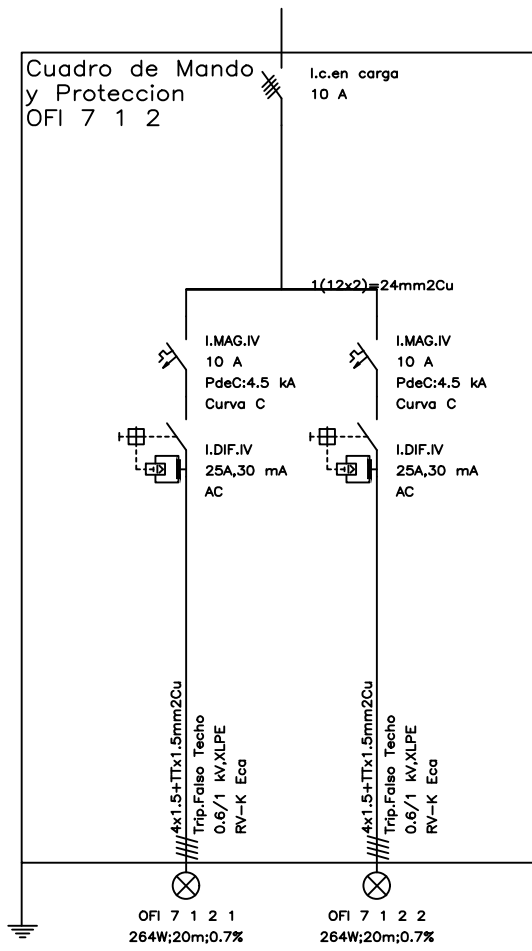 Cuadro de Mando
y Proteccion
OFI 7 1 2
I.c.en carga
10 A
1(12x2)=24mm2Cu
I.MAG.IV
10 A
PdeC:4.5 kA
Curva C
I.DIF.IV
25A,30 mA
AC
I.MAG.IV
10 A
PdeC:4.5 kA
Curva C
I.DIF.IV
25A,30 mA
AC
4x1.5+TTx1.5mm2Cu
Trip.Falso Techo
0.6/1 kV,XLPE
RV-K Eca
4x1.5+TTx1.5mm2Cu
Trip.Falso Techo
0.6/1 kV,XLPE
RV-K Eca
OFI 7 1 2 1
264W;20m;0.7%
OFI 7 1 2 2
264W;20m;0.7%